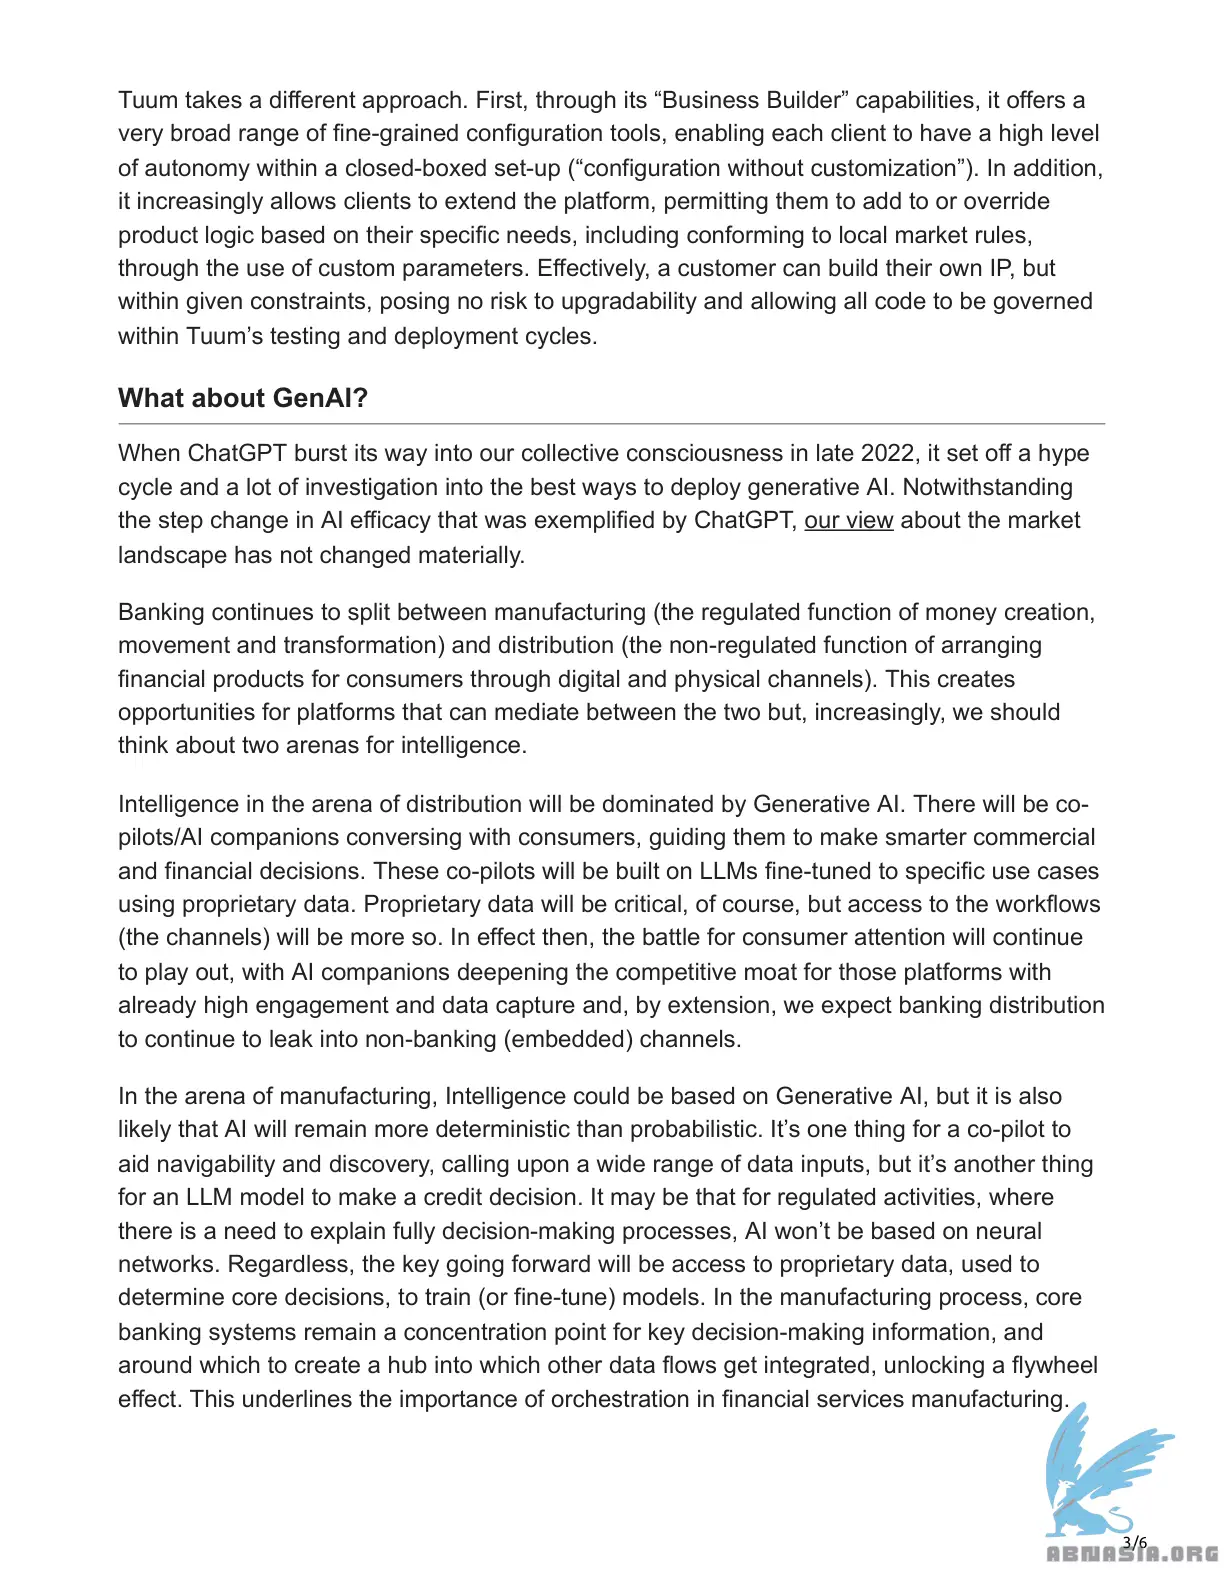 Tuum takes a different approach. First, through its “Business Builder” capabilities, it offers a
very broad range of fine-grained configuration tools, enabling each client to have a high level
of autonomy within a closed-boxed set-up (“configuration without customization”). In addition,
it increasingly allows clients to extend the platform, permitting them to add to or override
product logic based on their specific needs, including conforming to local market rules,
through the use of custom parameters. Effectively, a customer can build their own IP, but
within given constraints, posing no risk to upgradability and allowing all code to be governed
within Tuum’s testing and deployment cycles.
What about GenAI?
When ChatGPT burst its way into our collective consciousness in late 2022, it set off a hype
cycle and a lot of investigation into the best ways to deploy generative AI. Notwithstanding
the step change in AI efficacy that was exemplified by ChatGPT, our view about the market
landscape has not changed materially.
Banking continues to split between manufacturing (the regulated function of money creation,
movement and transformation) and distribution (the non-regulated function of arranging
financial products for consumers through digital and physical channels). This creates
opportunities for platforms that can mediate between the two but, increasingly, we should
think about two arenas for intelligence.
Intelligence in the arena of distribution will be dominated by Generative AI. There will be co-
pilots/AI companions conversing with consumers, guiding them to make smarter commercial
and financial decisions. These co-pilots will be built on LLMs fine-tuned to specific use cases
using proprietary data. Proprietary data will be critical, of course, but access to the workflows
(the channels) will be more so. In effect then, the battle for consumer attention will continue
to play out, with AI companions deepening the competitive moat for those platforms with
already high engagement and data capture and, by extension, we expect banking distribution
to continue to leak into non-banking (embedded) channels.
In the arena of manufacturing, Intelligence could be based on Generative AI, but it is also
likely that AI will remain more deterministic than probabilistic. It’s one thing for a co-pilot to
aid navigability and discovery, calling upon a wide range of data inputs, but it’s another thing
for an LLM model to make a credit decision. It may be that for regulated activities, where
there is a need to explain fully decision-making processes, AI won’t be based on neural
networks. Regardless, the key going forward will be access to proprietary data, used to
determine core decisions, to train (or fine-tune) models. In the manufacturing process, core
banking systems remain a concentration point for key decision-making information, and
around which to create a hub into which other data flows get integrated, unlocking a flywheel
effect. This underlines the importance of orchestration in financial services manufacturing.
3/6
ABNASIA.ORG